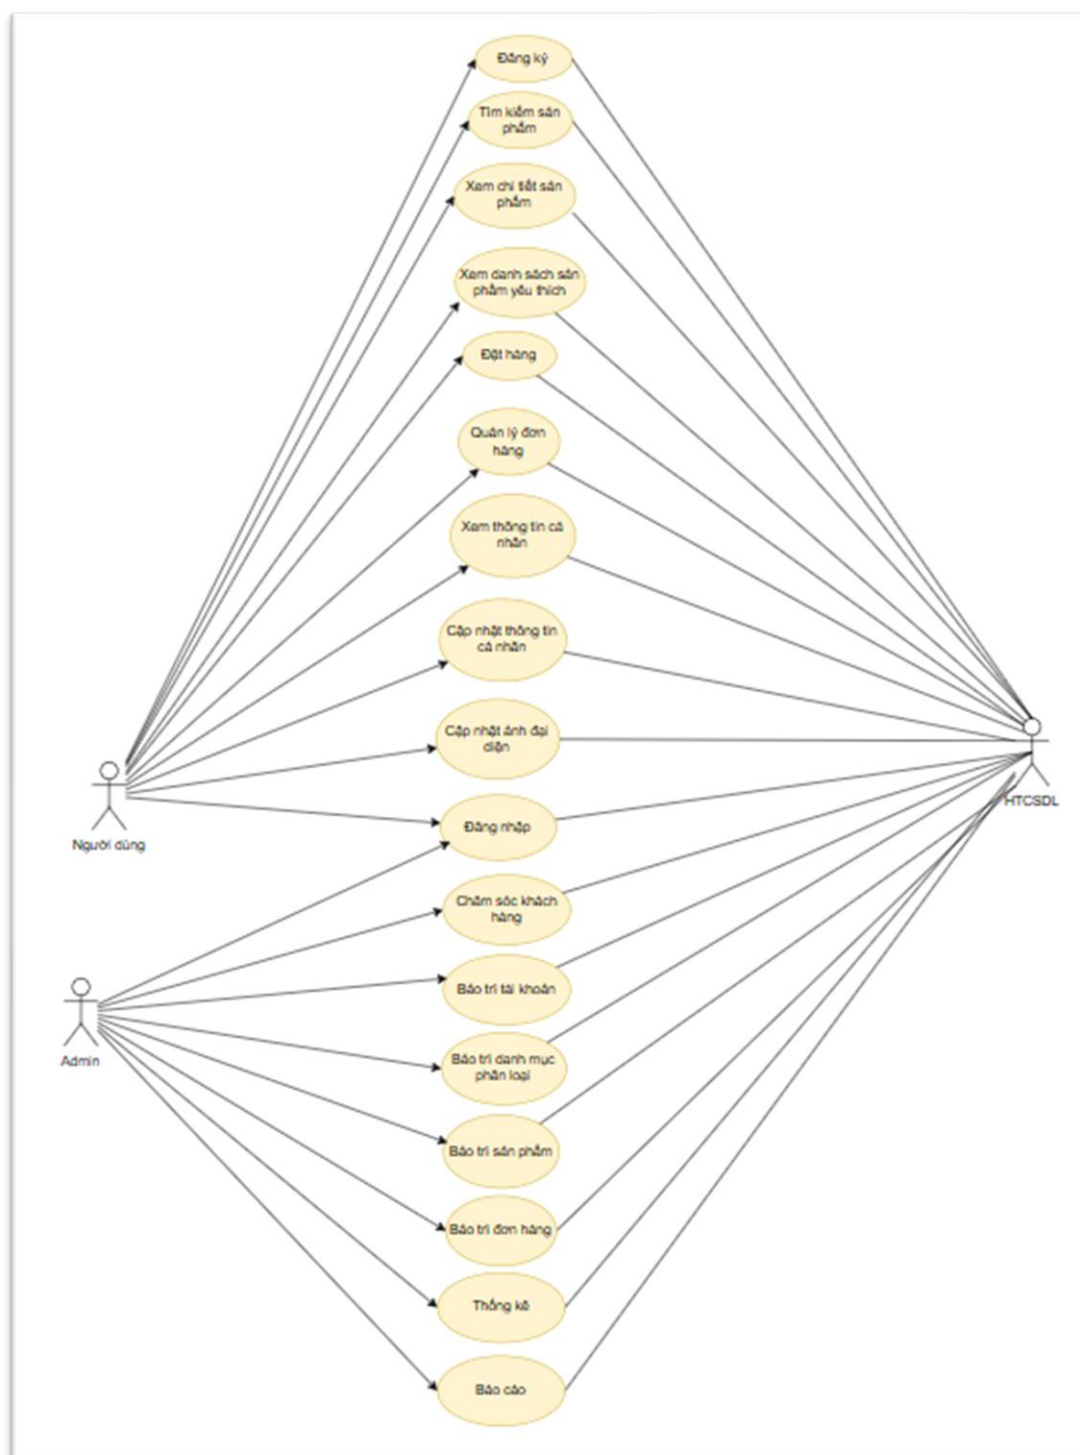 Đăng ký
Tìm kiếm sản
phẩm
Xem chi tiết sản
phẩm
Xem danh sách sản
phẩm yêu thích
Đặt hàng
Quản lý đơn
hàng
Xem thông tin cá
nhân
Cập nhật thông tin
cá nhân
Cập nhật ảnh đại
diện
HTCSDL
Đăng nhập
Người dùng
Chăm sóc khách
hàng
Bảo trì tài khoản
Admin
Bảo trì danh mục
phân loại
Bảo trì sản phẩm
Bảo trì đơn hàng
Thống kê
Báo cáo